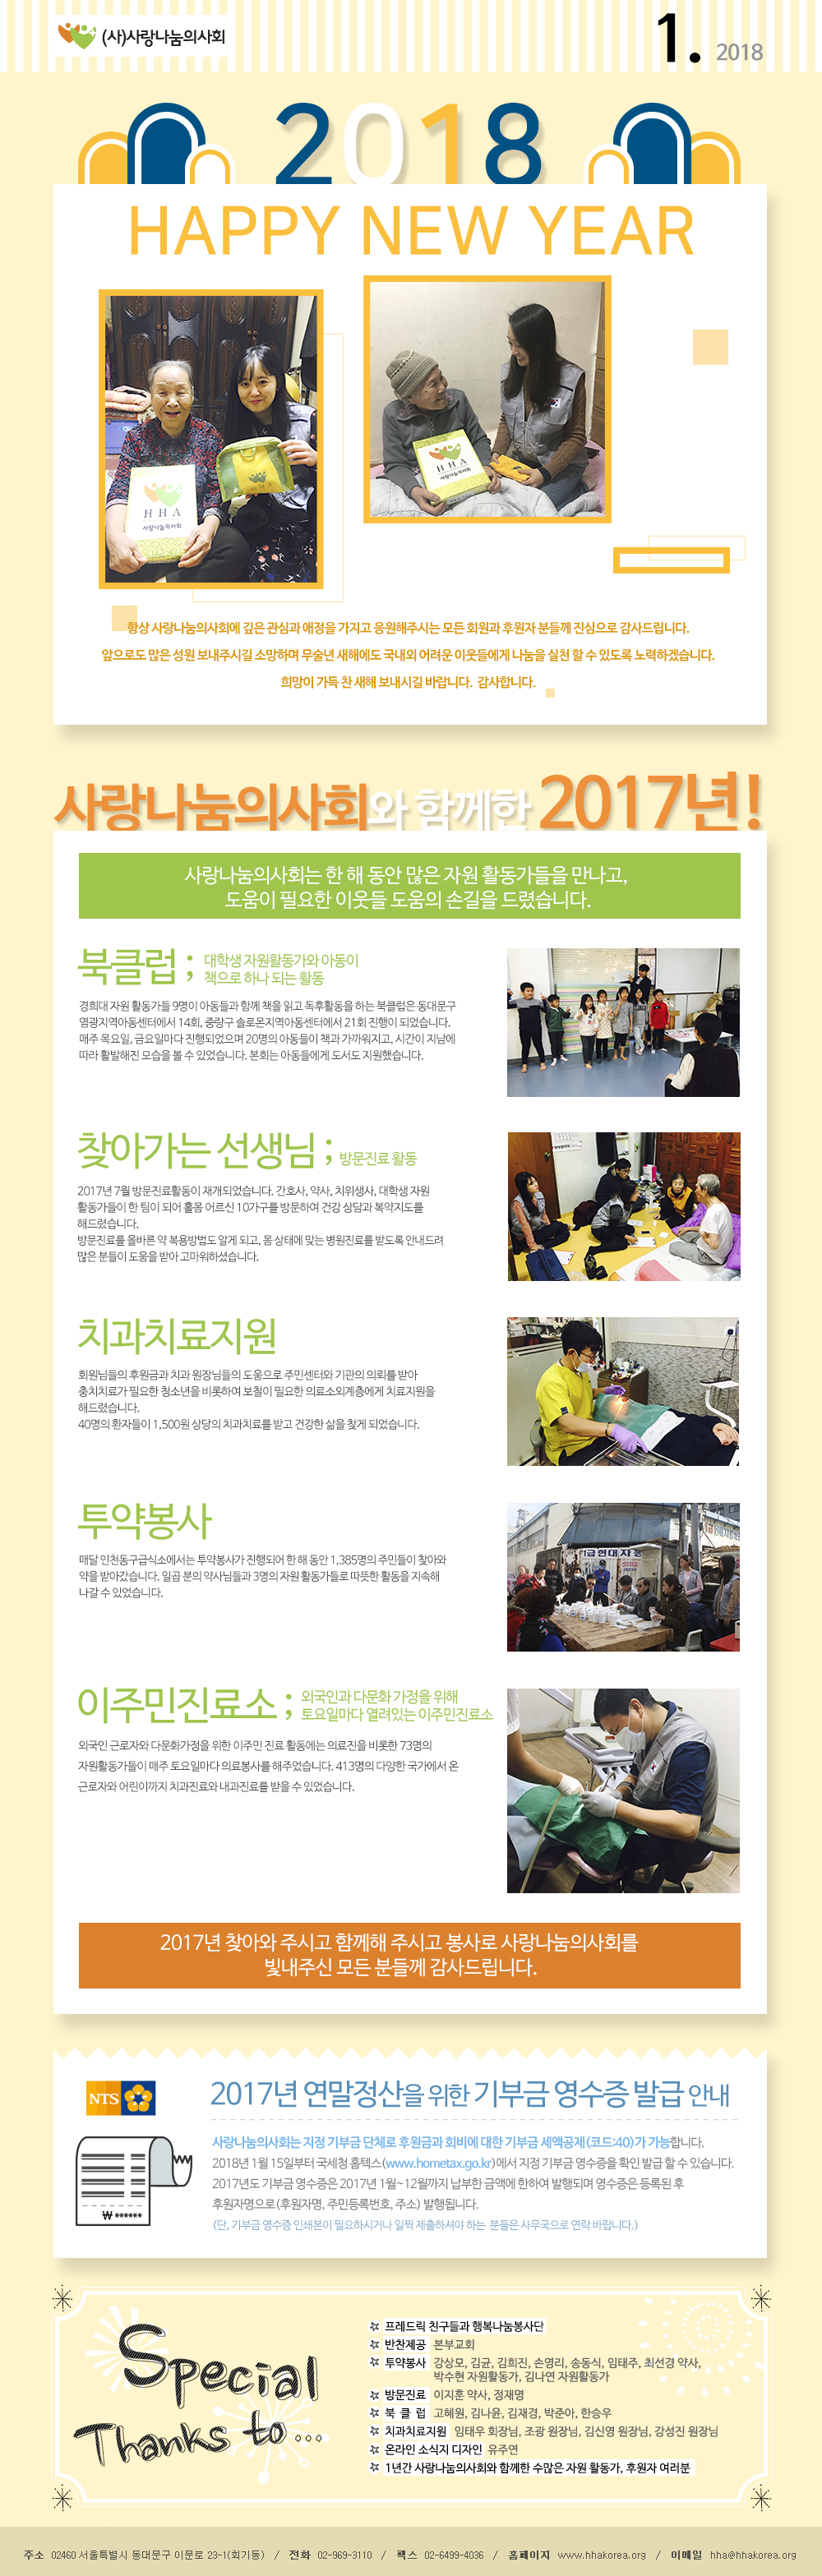 (사)사랑나눔의사회
1. 2018
2018
HAPPY NEW YEAR
HHA
사랑나눔의사회
HHA
사랑나눔의사회
항상 사랑나눔의사회에 깊은 관심과 애정을 가지고 응원해주시는 모든 회원과 후원자 분들께 진심으로 감사드립니다.
앞으로도 많은 성원 보내주시길 소망하며 무술년 새해에도 국내외 어려운 이웃들에게 나눔을 실천 할 수 있도록 노력하겠습니다.
희망이 가득 찬 새해 보내시길 바랍니다. 감사합니다.
사랑나눔의사회와 함께한 2017년!
사랑나눔의사회는 한 해 동안 많은 자원 활동가들을 만나고,
도움이 필요한 이웃들 도움의 손길을 드렸습니다.
북클럽 ; 대학생 자원활동가와 아동이
책으로 하나 되는 활동
경희대 자원 활동가들 9명이 아동들과 함께 책을 읽고 독후활동을 하는 북클럽은 동대문구
염광지역아동센터에서 14회, 중랑구 솔로몬지역아동센터에서 21회 진행이 되었습니다.
매주 목요일, 금요일마다 진행되었으며 20명의 아동들이 책과 가까워지고, 시간이 지남에
따라 활발해진 모습을 볼 수 있었습니다. 본회는 아동들에게 도서도 지원했습니다.
찾아가는 선생님 ; 방문진료 활동
2017년 7월 방문진료활동이 재개되었습니다. 간호사, 약사, 치위생사, 대학생 자원
활동가들이 한 팀이 되어 홀몸 어르신 10가구를 방문하여 건강 상담과 복약지도를
해드렸습니다.
방문진료를 올바른 약 복용방법도 알게 되고, 몸 상태에 맞는 병원진료를 받도록 안내드려
많은 분들이 도움을 받아 고마워하셨습니다.
치과치료지원
회원님들의 후원금과 치과 원장님들의 도움으로 주민센터와 기관의 의뢰를 받아
충치치료가 필요한 청소년을 비롯하여 보철이 필요한 의료소외계층에게 치료지원을
해드렸습니다.
40명의 환자들이 1,500원 상당의 치과치료를 받고 건강한 삶을 찾게 되었습니다.
투약봉사
매달 인천동구급식소에서는 투약봉사가 진행되어 한 해 동안 1,385명의 주민들이 찾아와
약을 받아갔습니다. 일곱 분의 약사님들과 3명의 자원 활동가들로 따뜻한 활동을 지속해
나갈 수 있었습니다.
이주민진료소 ; 외국인과 다문화 가정을 위해
토요일마다 열려있는 이주민진료소
외국인 근로자와 다문화가정을 위한 이주민 진료 활동에는 의료진을 비롯한 73명의
자원활동가들이 매주 토요일마다 의료봉사를 해주었습니다. 413명의 다양한 국가에서 온
근로자와 어린이까지 치과진료와 내과진료를 받을 수 있었습니다.
2017년 찾아와 주시고 함께해 주시고 봉사로 사랑나눔의사회를
빛내주신 모든 분들께 감사드립니다.
NTS
2017년 연말정산을 위한 기부금 영수증 발급 안내
사랑나눔의사회는 지정 기부금 단체로 후원금과 회비에 대한 기부금 세액공제(코드:40)가 가능합니다.
2018년 1월 15일부터 국세청 홈텍스(www.hometax.go.kr)에서 지정 기부금 영수증을 확인 발급 할 수 있습니다.
2017년도 기부금 영수증은 2017년 1월~12월까지 납부한 금액에 한하여 발행되며 영수증은 등록된 후
후원자명으로(후원자명, 주민등록번호, 주소) 발행됩니다.
(단, 기부금 영수증 인쇄본이 필요하시거나 일찍 제출하셔야 하는 분들은 사무국으로 연락 바랍니다.)
₩ ******
Special
Thanks to...
프레드릭 친구들과 행복나눔봉사단
반찬제공 본부교회
투약봉사 강상모, 김균, 김희진, 손영리, 송동식, 임태주, 최선경 약사,
박수현 자원활동가, 김나연 자원활동가
방문진료 이지훈 약사, 정재명
북 클 럽 고혜원, 김나윤, 김재경, 박준아, 한승우
치과치료지원 임태우 회장님, 조광 원장님, 김신영 원장님, 강성진 원장님
온라인 소식지 디자인 유주연
1년간 사랑나눔의사회와 함께한 수많은 자원 활동가, 후원자 여러분
주소 02460 서울특별시 동대문구 이문로 23-1(회기동) / 전화 02-969-3110 / 팩스 02-6499-4036 / 홈페이지 www.hhakorea.org / 이메일 hha@hhakorea.org